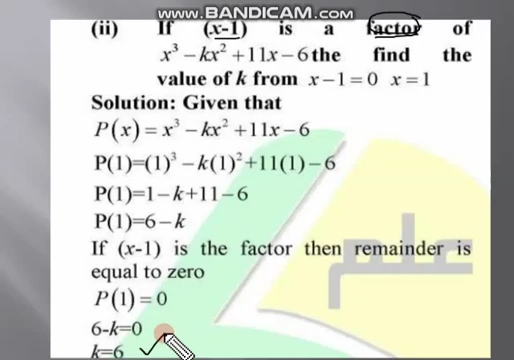 WWW.BANDICAM.COM
(ii) If (x-1) is a factor of
x³ − kx² + 11x − 6 the find the
value of k from x − 1 = 0 x = 1
Solution: Given that
P(x) = x³ − kx² + 11x − 6
P(1)=(1)³ − k(1)² + 11(1) − 6
P(1)=1 − k + 11 − 6
P(1)=6 − k
If (x-1) is the factor then remainder is
equal to zero
P(1) = 0
6-k=0
k=6